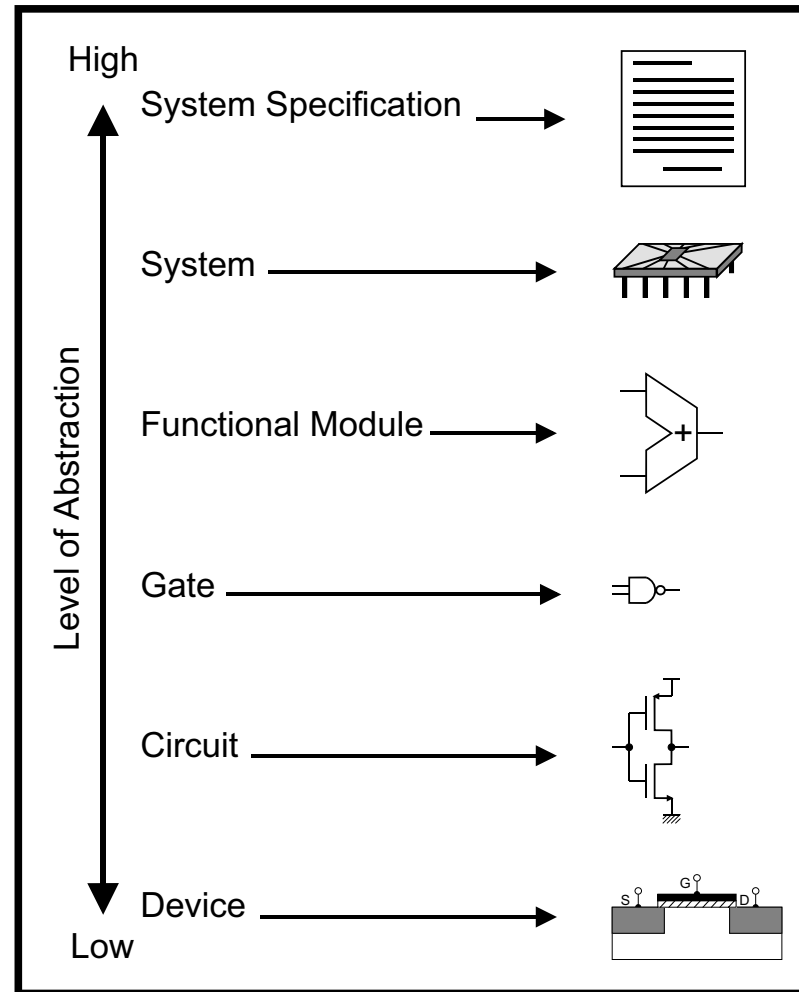 High
System Specification
System
Functional Module
+
Level of Abstraction
Gate
Circuit
Device
S
G
D
Low